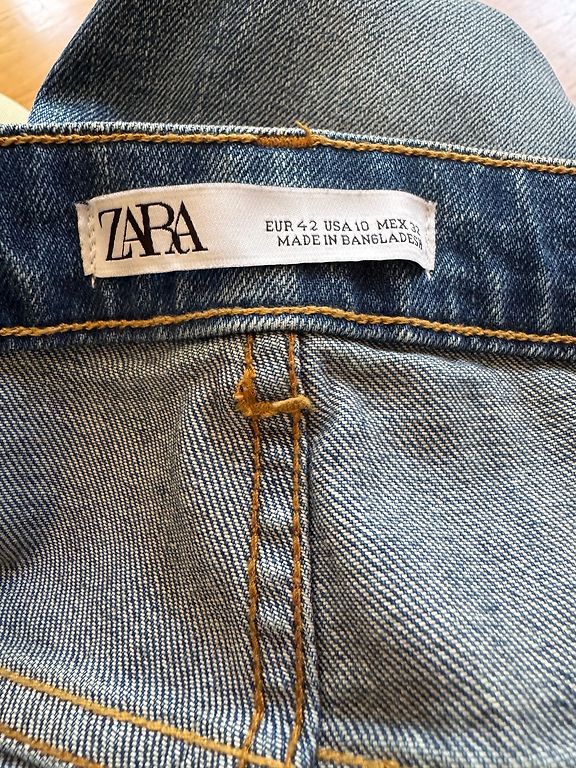 ZARA
EUR 42 USA 10 MEX 32
MADE IN BANGLADESH